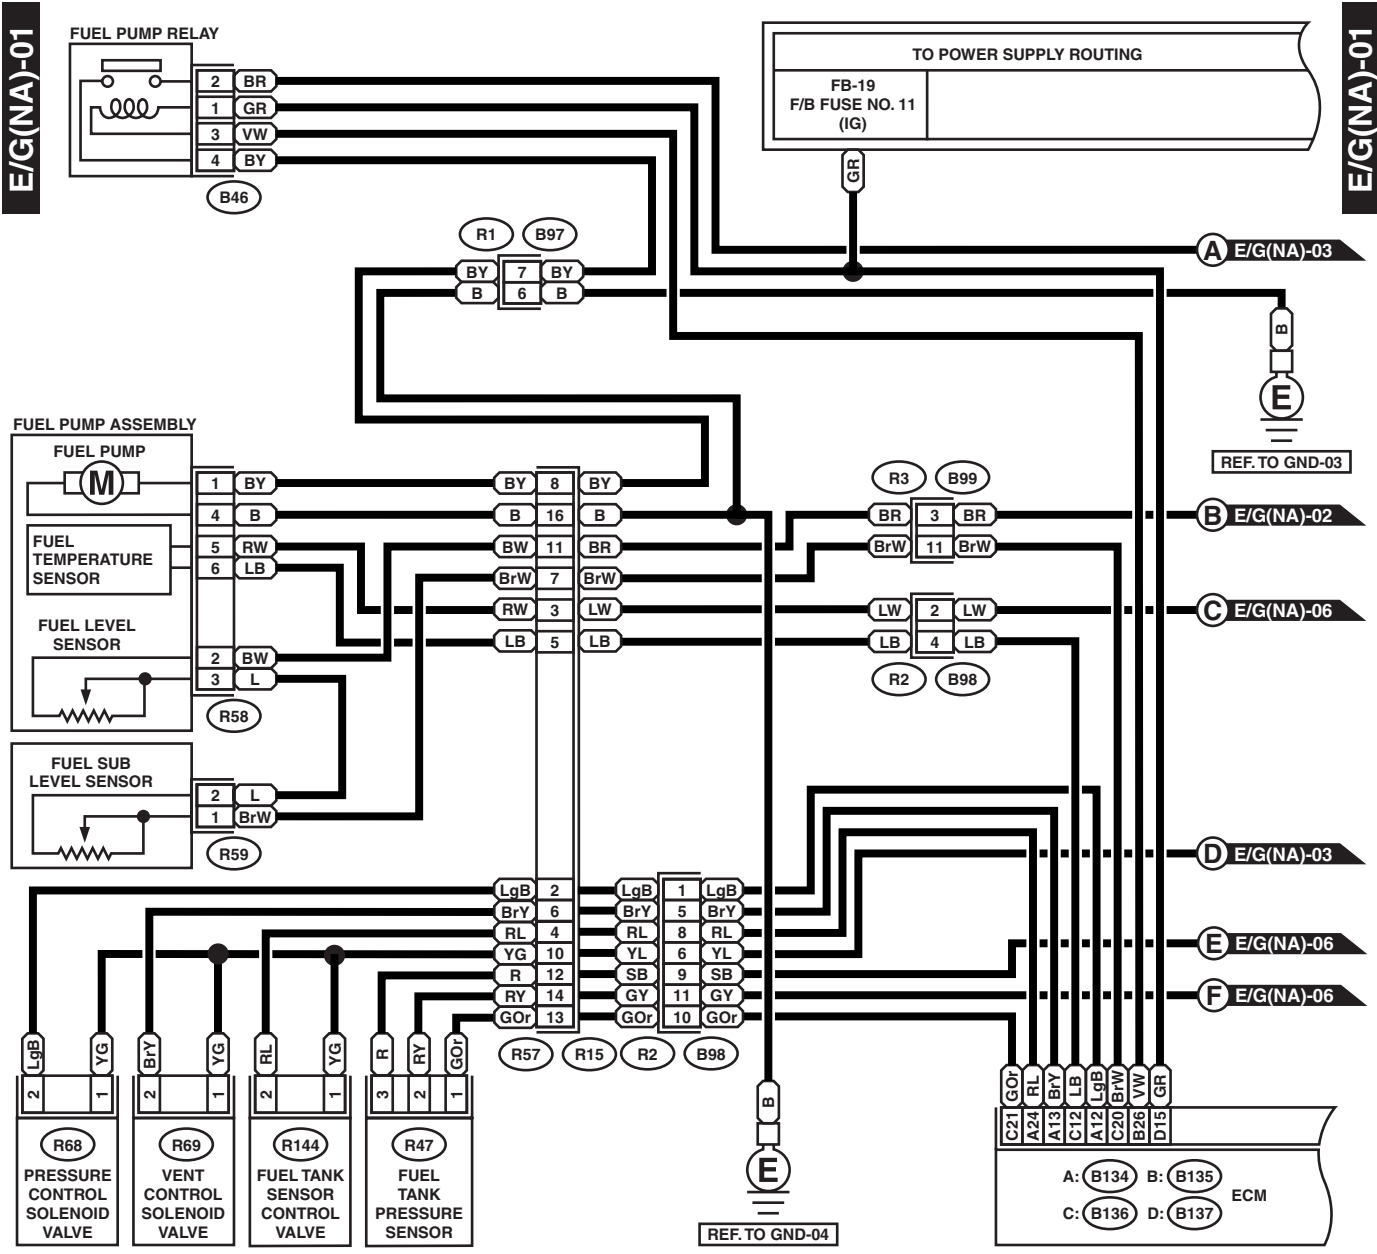 E/G(NA)-01
E/G(NA)-01
FUEL PUMP RELAY
2 BR
1 GR
3 VW
4 BY
B46
TO POWER SUPPLY ROUTING
FB-19
F/B FUSE NO. 11
(IG)
GR
A E/G(NA)-03
R1 B97
BY 7 BY
B 6 B
B
E
REF. TO GND-03
FUEL PUMP ASSEMBLY
FUEL PUMP
M
1 BY
4 B
FUEL
TEMPERATURE
SENSOR
5 RW
6 LB
FUEL LEVEL
SENSOR
2 BW
3 L
R58
FUEL SUB
LEVEL SENSOR
2 L
1 BrW
R59
BY 8 BY
B 16 B
BW 11 BR
BrW 7 BrW
RW 3 LW
LB 5 LB
R3 B99
BR 3 BR
BrW 11 BrW
B E/G(NA)-02
LW 2 LW
LB 4 LB
R2 B98
C E/G(NA)-06
D E/G(NA)-03
E E/G(NA)-06
F E/G(NA)-06
LgB 2 LgB 1 LgB
BrY 6 BrY 5 BrY
RL 4 RL 8 RL
YG 10 YL 6 YL
R 12 SB 9 SB
RY 14 GY 11 GY
GOr 13 GOr 10 GOr
R57 R15 R2 B98
LgB YG BrY YG RL YG R RY GOr
2 1 2 1 2 1 3 2 1
R68
PRESSURE
CONTROL
SOLENOID
VALVE
R69
VENT
CONTROL
SOLENOID
VALVE
R144
FUEL TANK
SENSOR
CONTROL
VALVE
R47
FUEL
TANK
PRESSURE
SENSOR
B
E
REF. TO GND-04
GOr RL BrY LB LgB BrW VW GR
C21 A24 A13 C12 A12 C20 B26 D15
A: B134 B: B135
C: B136 D: B137
ECM